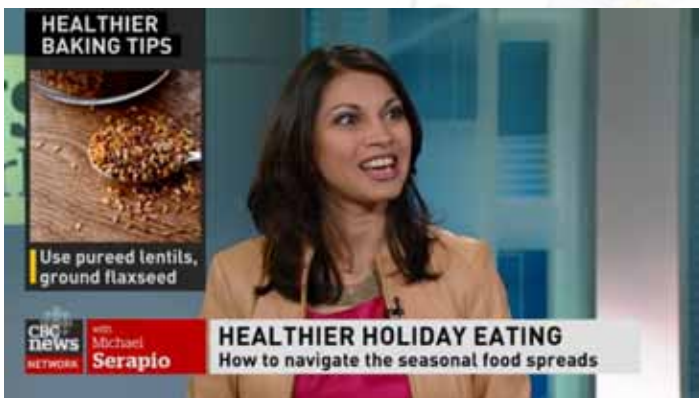 HEALTHIER
BAKING TIPS
Use pureed lentils,
ground flaxseed
CBC
news
NETWORK
with
Michael
Serapio
HEALTHIER HOLIDAY EATING
How to navigate the seasonal food spreads